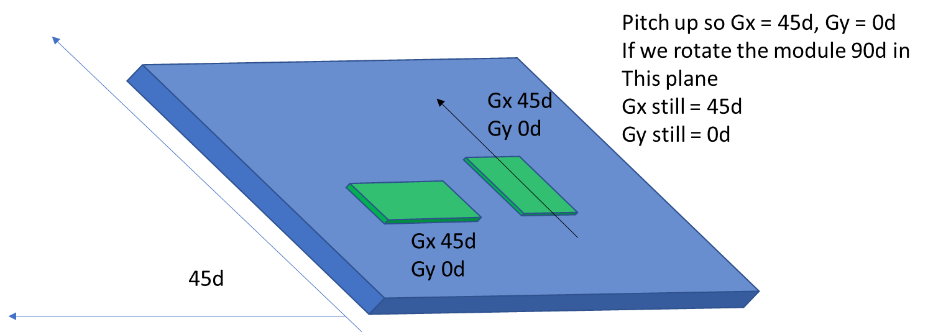 Pitch up so Gx = 45d, Gy = 0d
If we rotate the module 90d in
This plane
Gx still = 45d
Gy still = 0d
Gx 45d
Gy 0d
Gx 45d
Gy 0d
45d